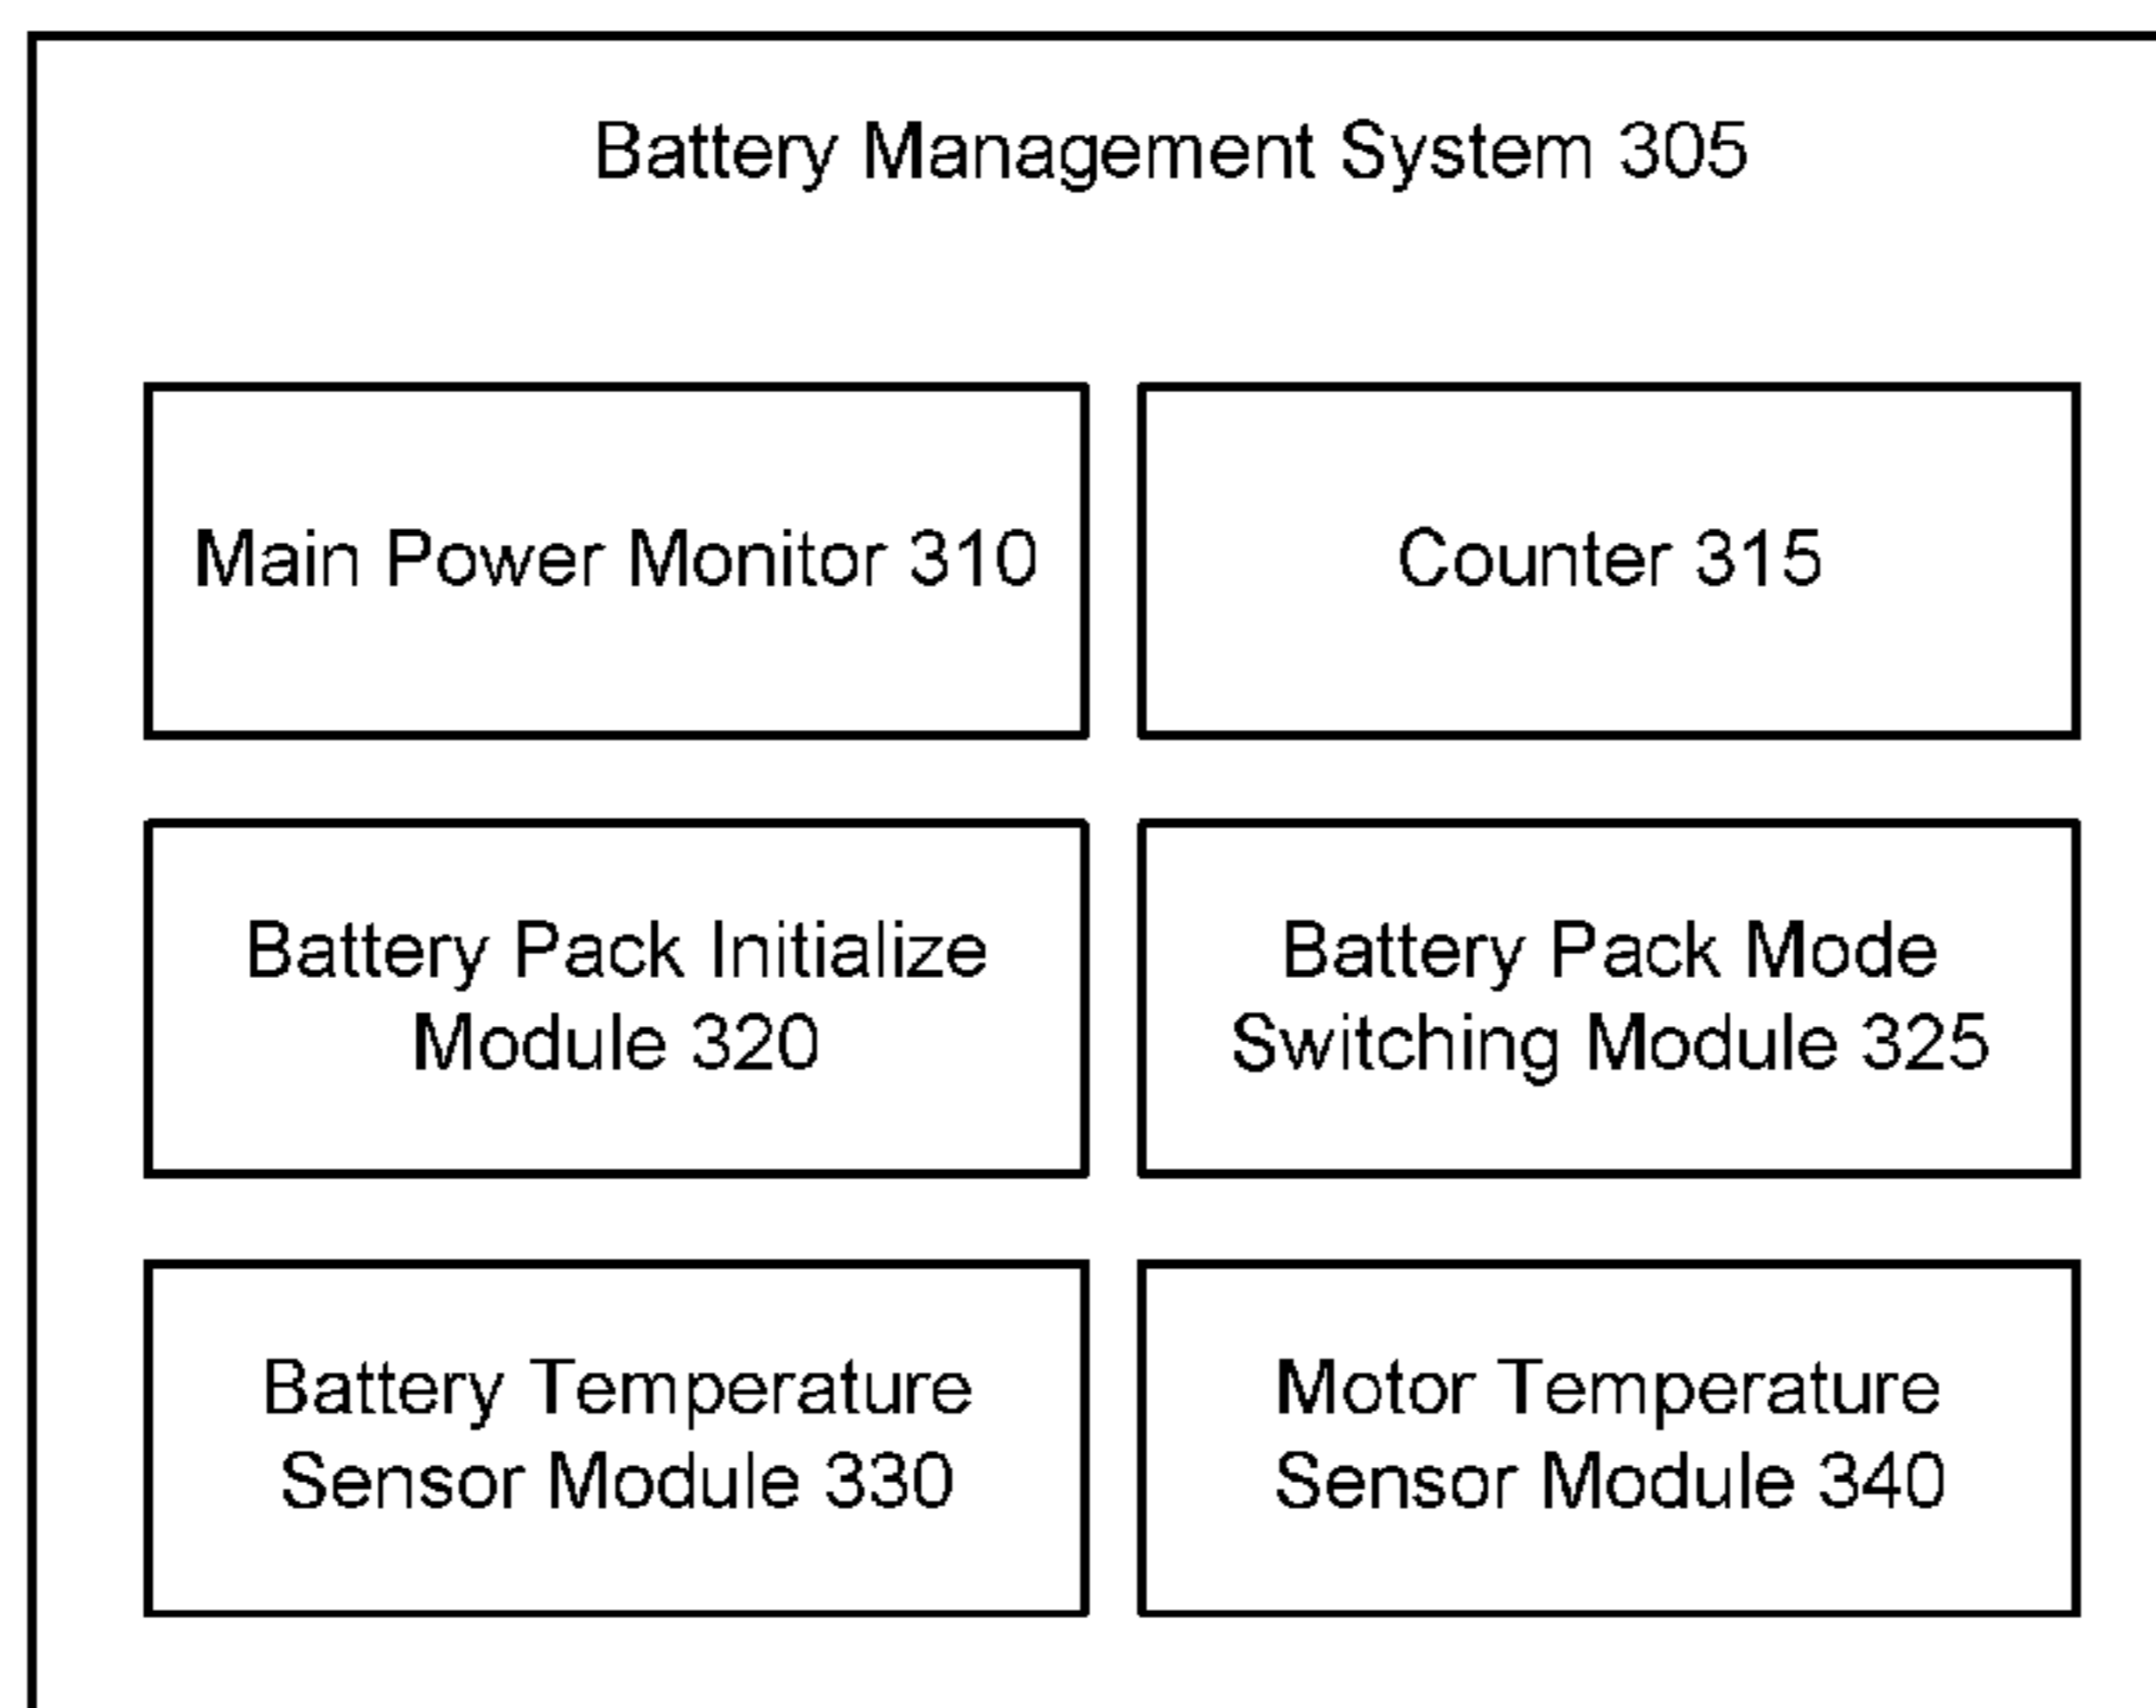 Battery Management System 305
Main Power Monitor 310
Counter 315
Battery Pack Initialize
Module 320
Battery Pack Mode
Switching Module 325
Battery Temperature
Sensor Module 330
Motor Temperature
Sensor Module 340